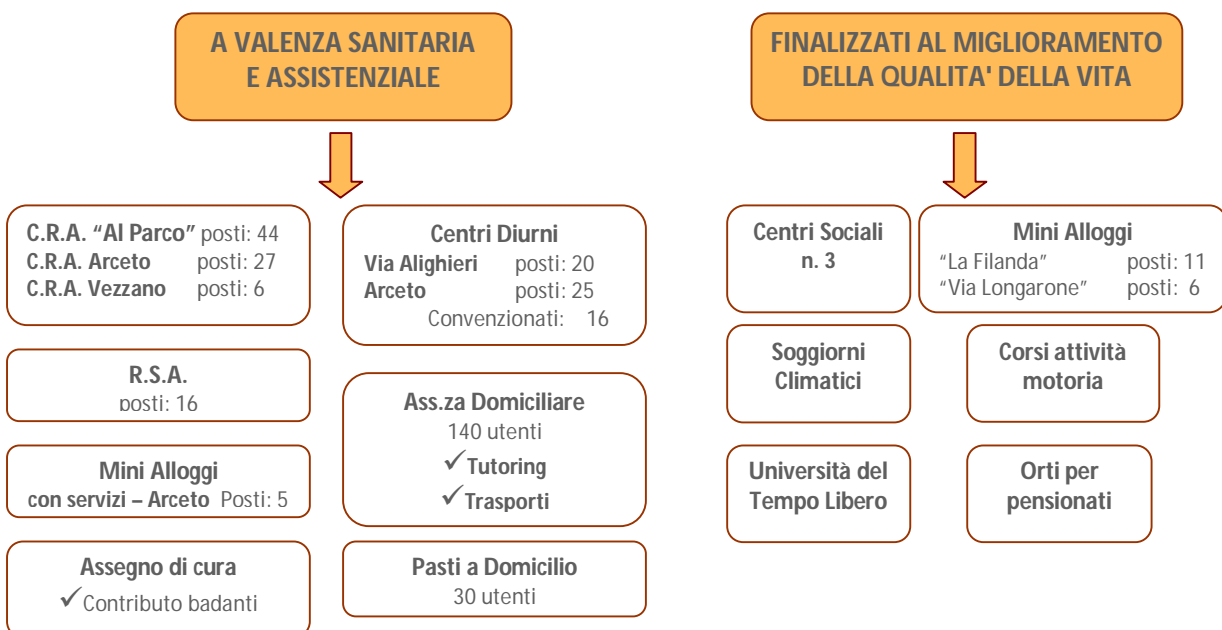 A VALENZA SANITARIA
E ASSISTENZIALE
C.R.A. “Al Parco” posti: 44
C.R.A. Arceto posti: 27
C.R.A. Vezzano posti: 6
R.S.A.
posti: 16
Mini Alloggi
con servizi – Arceto Posti: 5
Assegno di cura
✓Contributo badanti
Centri Diurni
Via Alighieri posti: 20
Arceto posti: 25
Convenzionati: 16
Ass.za Domiciliare
140 utenti
✓Tutoring
✓Trasporti
Pasti a Domicilio
30 utenti
FINALIZZATI AL MIGLIORAMENTO
DELLA QUALITA' DELLA VITA
Centri Sociali
n. 3
Mini Alloggi
“La Filanda” posti: 11
“Via Longarone” posti: 6
Soggiorni
Climatici
Corsi attività
motoria
Università del
Tempo Libero
Orti per
pensionati